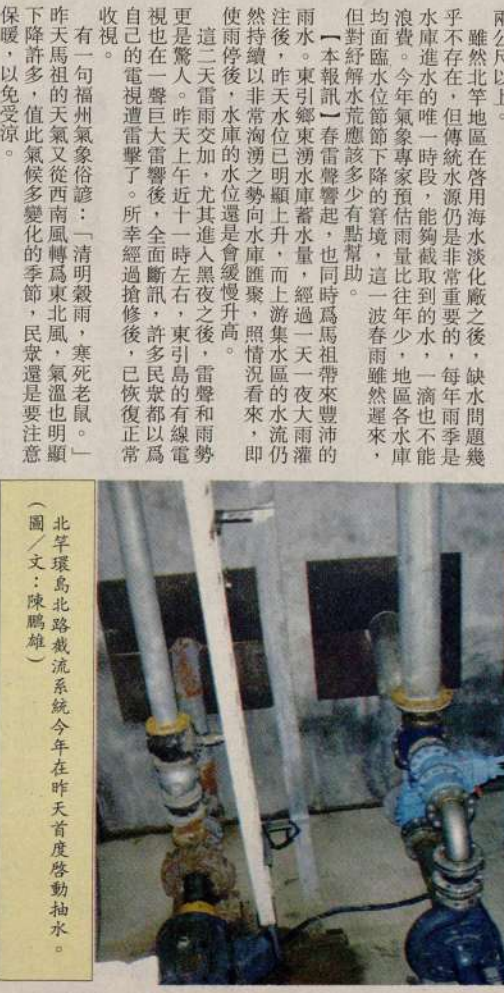 兩公尺以上。
　雖然北竿地區在啓用海水淡化廠之後，缺水問題幾
乎不存在，但傳統水源仍是非常重要的，每年雨季是
水庫進水的唯一時段，能夠截取到的水，一滴也不能
浪費。今年氣象專家預估雨量比往年少，地區各水庫
均面臨水位節節下降的窘境，這一波春雨雖然遲來，
但對紓解水荒應該多少有點幫助。
　【本報訊】春雷聲響起，也同時爲馬祖帶來豐沛的
雨水。東引鄉東湧水庫蓄水量，經過一天一夜大雨灌
注後，昨天水位已明顯上升，而上游集水區的水流仍
然持續以非常洶湧之勢向水庫匯聚，照情況看來，即
使雨停後，水庫的水位還是會緩慢升高。
　這二天雷雨交加，尤其進入黑夜之後，雷聲和雨勢
更是驚人。昨天上午近十一時左右，東引島的有線電
視也在一聲巨大雷響後，全面斷訊，許多民衆都以爲
自己的電視遭雷擊了。所幸經過搶修後，已恢復正常
收視。
　有一句福州氣象俗諺：「清明穀雨，寒死老鼠。」
昨天馬祖的天氣又從西南風轉爲東北風，氣溫也明顯
下降許多，值此氣候多變化的季節，民衆還是要注意
保暖，以免受涼。
北竿環島北路截流系統今年在昨天首度啓動抽水。
（圖／文：陳鵬雄）